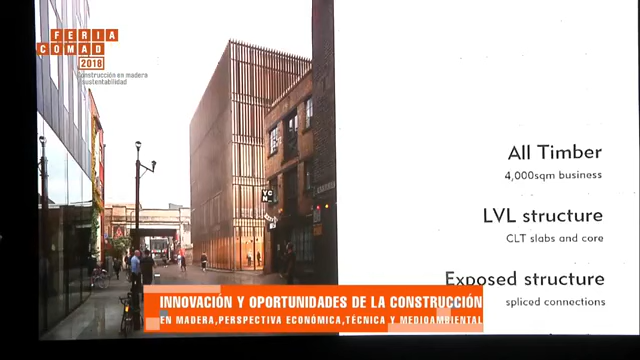 FERIA
COMAD
2018
Construcción en madera
sustentabilidad
All Timber
4,000sqm business
LVL structure
CLT slabs and core
Exposed structure
spliced connections
INNOVACIÓN Y OPORTUNIDADES DE LA CONSTRUCCIÓN
EN MADERA,PERSPECTIVA ECONÓMICA,TÉCNICA Y MEDIOAMBIENTAL